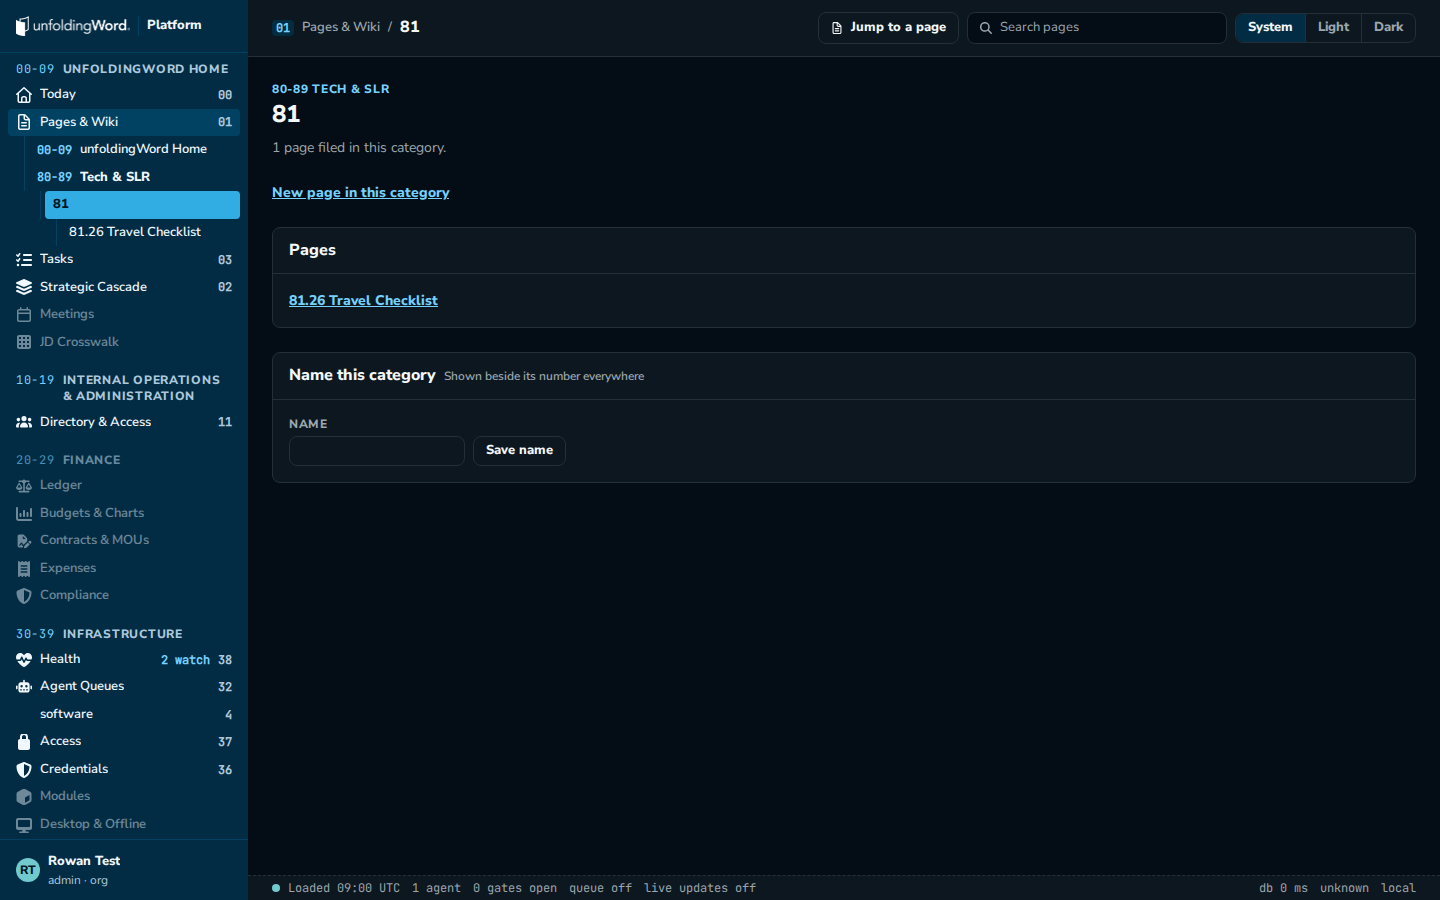 unfoldingWord. Platform
01 Pages & Wiki / 81
Jump to a page
Search pages
System Light Dark
00-09 UNFOLDINGWORD HOME
Today 00
Pages & Wiki 01
00-09 unfoldingWord Home
80-89 Tech & SLR
81
81.26 Travel Checklist
Tasks 03
Strategic Cascade 02
Meetings
JD Crosswalk
10-19 INTERNAL OPERATIONS
& ADMINISTRATION
Directory & Access 11
20-29 FINANCE
Ledger
Budgets & Charts
Contracts & MOUs
Expenses
Compliance
30-39 INFRASTRUCTURE
Health 2 watch 38
Agent Queues 32
software 4
Access 37
Credentials 36
Modules
Desktop & Offline
RT Rowan Test
admin · org
80-89 TECH & SLR
81
1 page filed in this category.
New page in this category
Pages
81.26 Travel Checklist
Name this category Shown beside its number everywhere
NAME
Save name
Loaded 09:00 UTC 1 agent 0 gates open queue off live updates off
db 0 ms unknown local